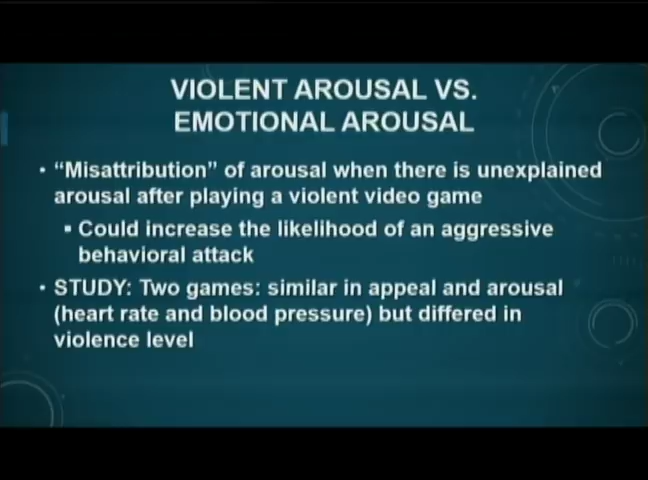 VIOLENT AROUSAL VS.
EMOTIONAL AROUSAL
• “Misattribution” of arousal when there is unexplained
arousal after playing a violent video game
▪ Could increase the likelihood of an aggressive
behavioral attack
• STUDY: Two games: similar in appeal and arousal
(heart rate and blood pressure) but differed in
violence level